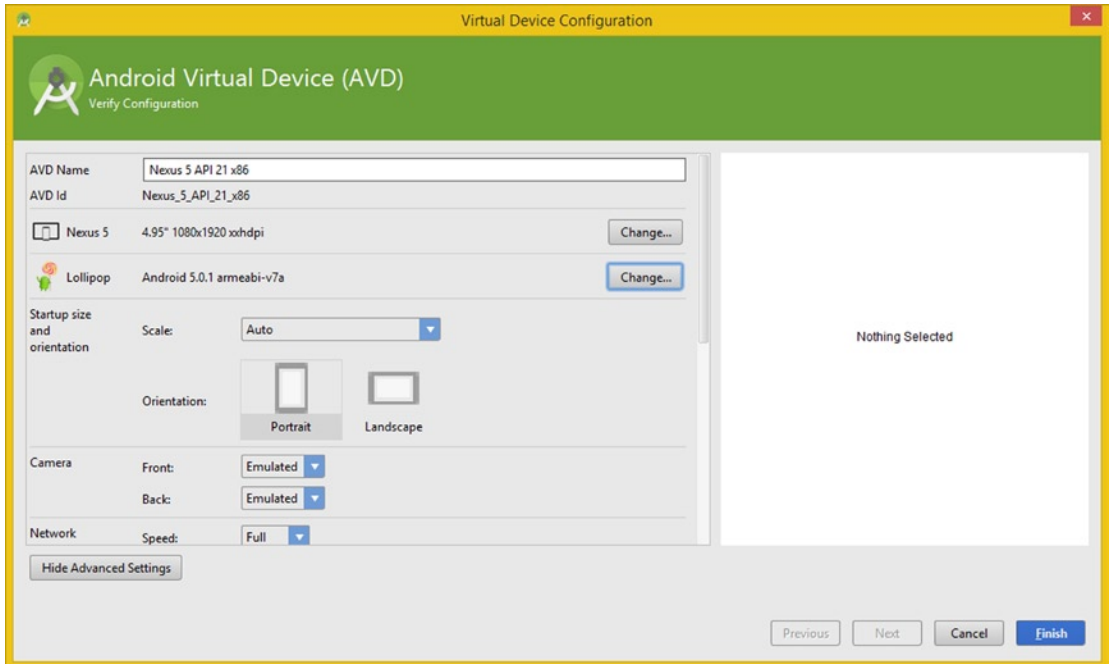 Virtual Device Configuration
Android Virtual Device (AVD)
Verify Configuration
AVD Name
Nexus 5 API 21 x86
AVD Id
Nexus_5_API_21_x86
Nexus 5
4.95" 1080x1920 xxhdpi
Change...
Lollipop
Android 5.0.1 armeabi-v7a
Change...
Startup size
and
orientation
Scale:
Auto
Orientation:
Portrait
Landscape
Camera
Front:
Emulated
Back:
Emulated
Network
Speed:
Full
Nothing Selected
Hide Advanced Settings
Previous
Next
Cancel
Finish